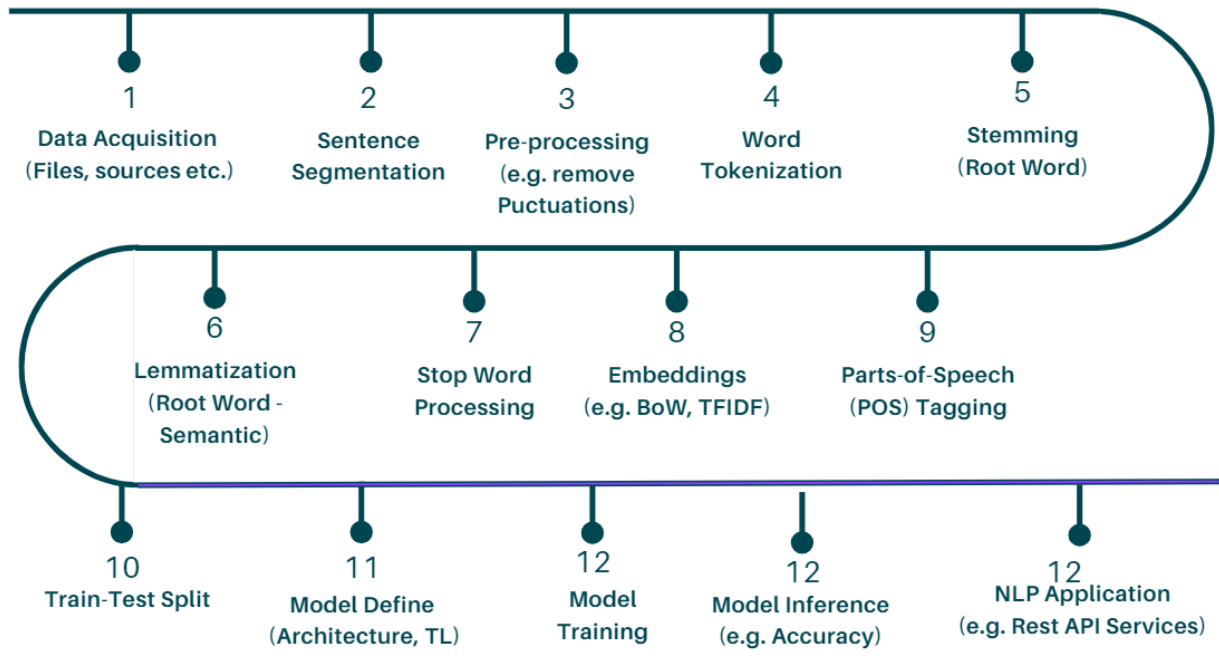 1
Data Acquisition
(Files, sources etc.)
2
Sentence
Segmentation
3
Pre-processing
(e.g. remove
Puctuations)
4
Word
Tokenization
5
Stemming
(Root Word)
6
Lemmatization
(Root Word -
Semantic)
7
Stop Word
Processing
8
Embeddings
(e.g. BoW, TFIDF)
9
Parts-of-Speech
(POS) Tagging
10
Train-Test Split
11
Model Define
(Architecture, TL)
12
Model
Training
12
Model Inference
(e.g. Accuracy)
12
NLP Application
(e.g. Rest API Services)